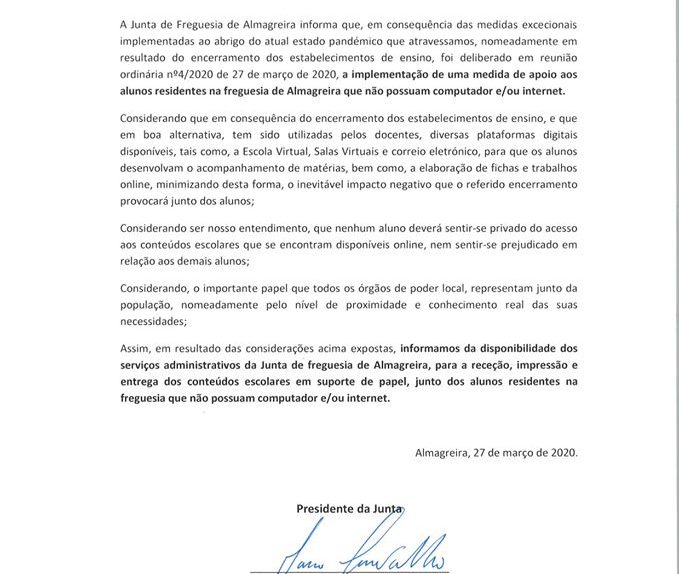 A Junta de Freguesia de Almagreira informa que, em consequência das medidas excecionais
implementadas ao abrigo do atual estado pandémico que atravessamos, nomeadamente em
resultado do encerramento dos estabelecimentos de ensino, foi deliberado em reunião
ordinária nº4/2020 de 27 de março de 2020, a implementação de uma medida de apoio aos
alunos residentes na freguesia de Almagreira que não possuam computador e/ou internet.
Considerando que em consequência do encerramento dos estabelecimentos de ensino, e que
em boa alternativa, tem sido utilizadas pelos docentes, diversas plataformas digitais
disponíveis, tais como, a Escola Virtual, Salas Virtuais e correio eletrónico, para que os alunos
desenvolvam o acompanhamento de matérias, bem como, a elaboração de fichas e trabalhos
online, minimizando desta forma, o inevitável impacto negativo que o referido encerramento
provocará junto dos alunos;
Considerando ser nosso entendimento, que nenhum aluno deverá sentir-se privado do acesso
aos conteúdos escolares que se encontram disponíveis online, nem sentir-se prejudicado em
relação aos demais alunos;
Considerando, o importante papel que todos os órgãos de poder local, representam junto da
população, nomeadamente pelo nível de proximidade e conhecimento real das suas
necessidades;
Assim, em resultado das considerações acima expostas, informamos da disponibilidade dos
serviços administrativos da Junta de freguesia de Almagreira, para a receção, impressão e
entrega dos conteúdos escolares em suporte de papel, junto dos alunos residentes na
freguesia que não possuam computador e/ou internet.
Almagreira, 27 de março de 2020.
Presidente da Junta